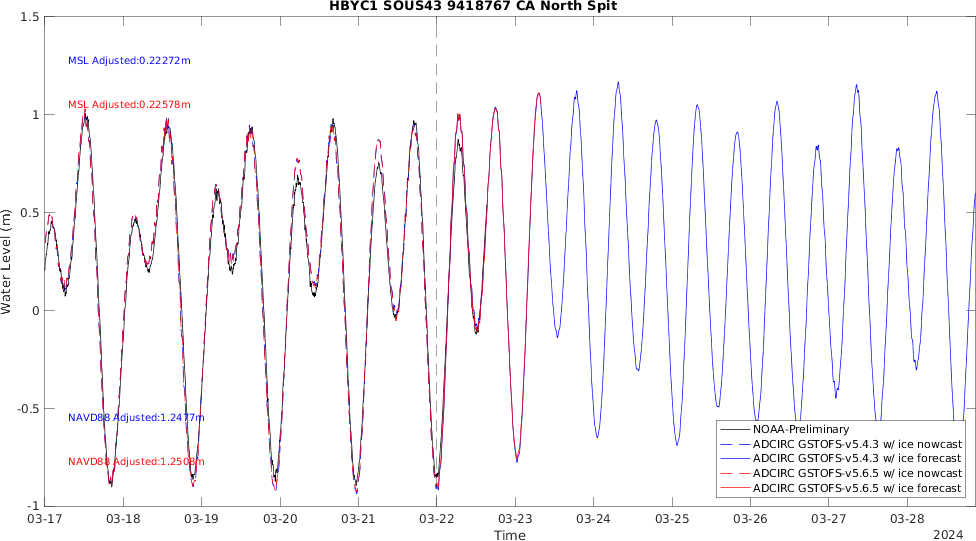 HBYC1 SOUS43 9418767 CA North Spit
1.5
MSL Adjusted:0.22272m
MSL Adjusted:0.22578m
1
0.5
Water Level (m)
0
-0.5
NAVD88 Adjusted:1.2477m
NAVD88 Adjusted:1.2508m
-1
NOAA-Preliminary
ADCIRC GSTOFS-v5.4.3 w/ ice nowcast
ADCIRC GSTOFS-v5.4.3 w/ ice forecast
ADCIRC GSTOFS-v5.6.5 w/ ice nowcast
ADCIRC GSTOFS-v5.6.5 w/ ice forecast
03-17 03-18 03-19 03-20 03-21 03-22 03-23 03-24 03-25 03-26 03-27 03-28
Time
2024